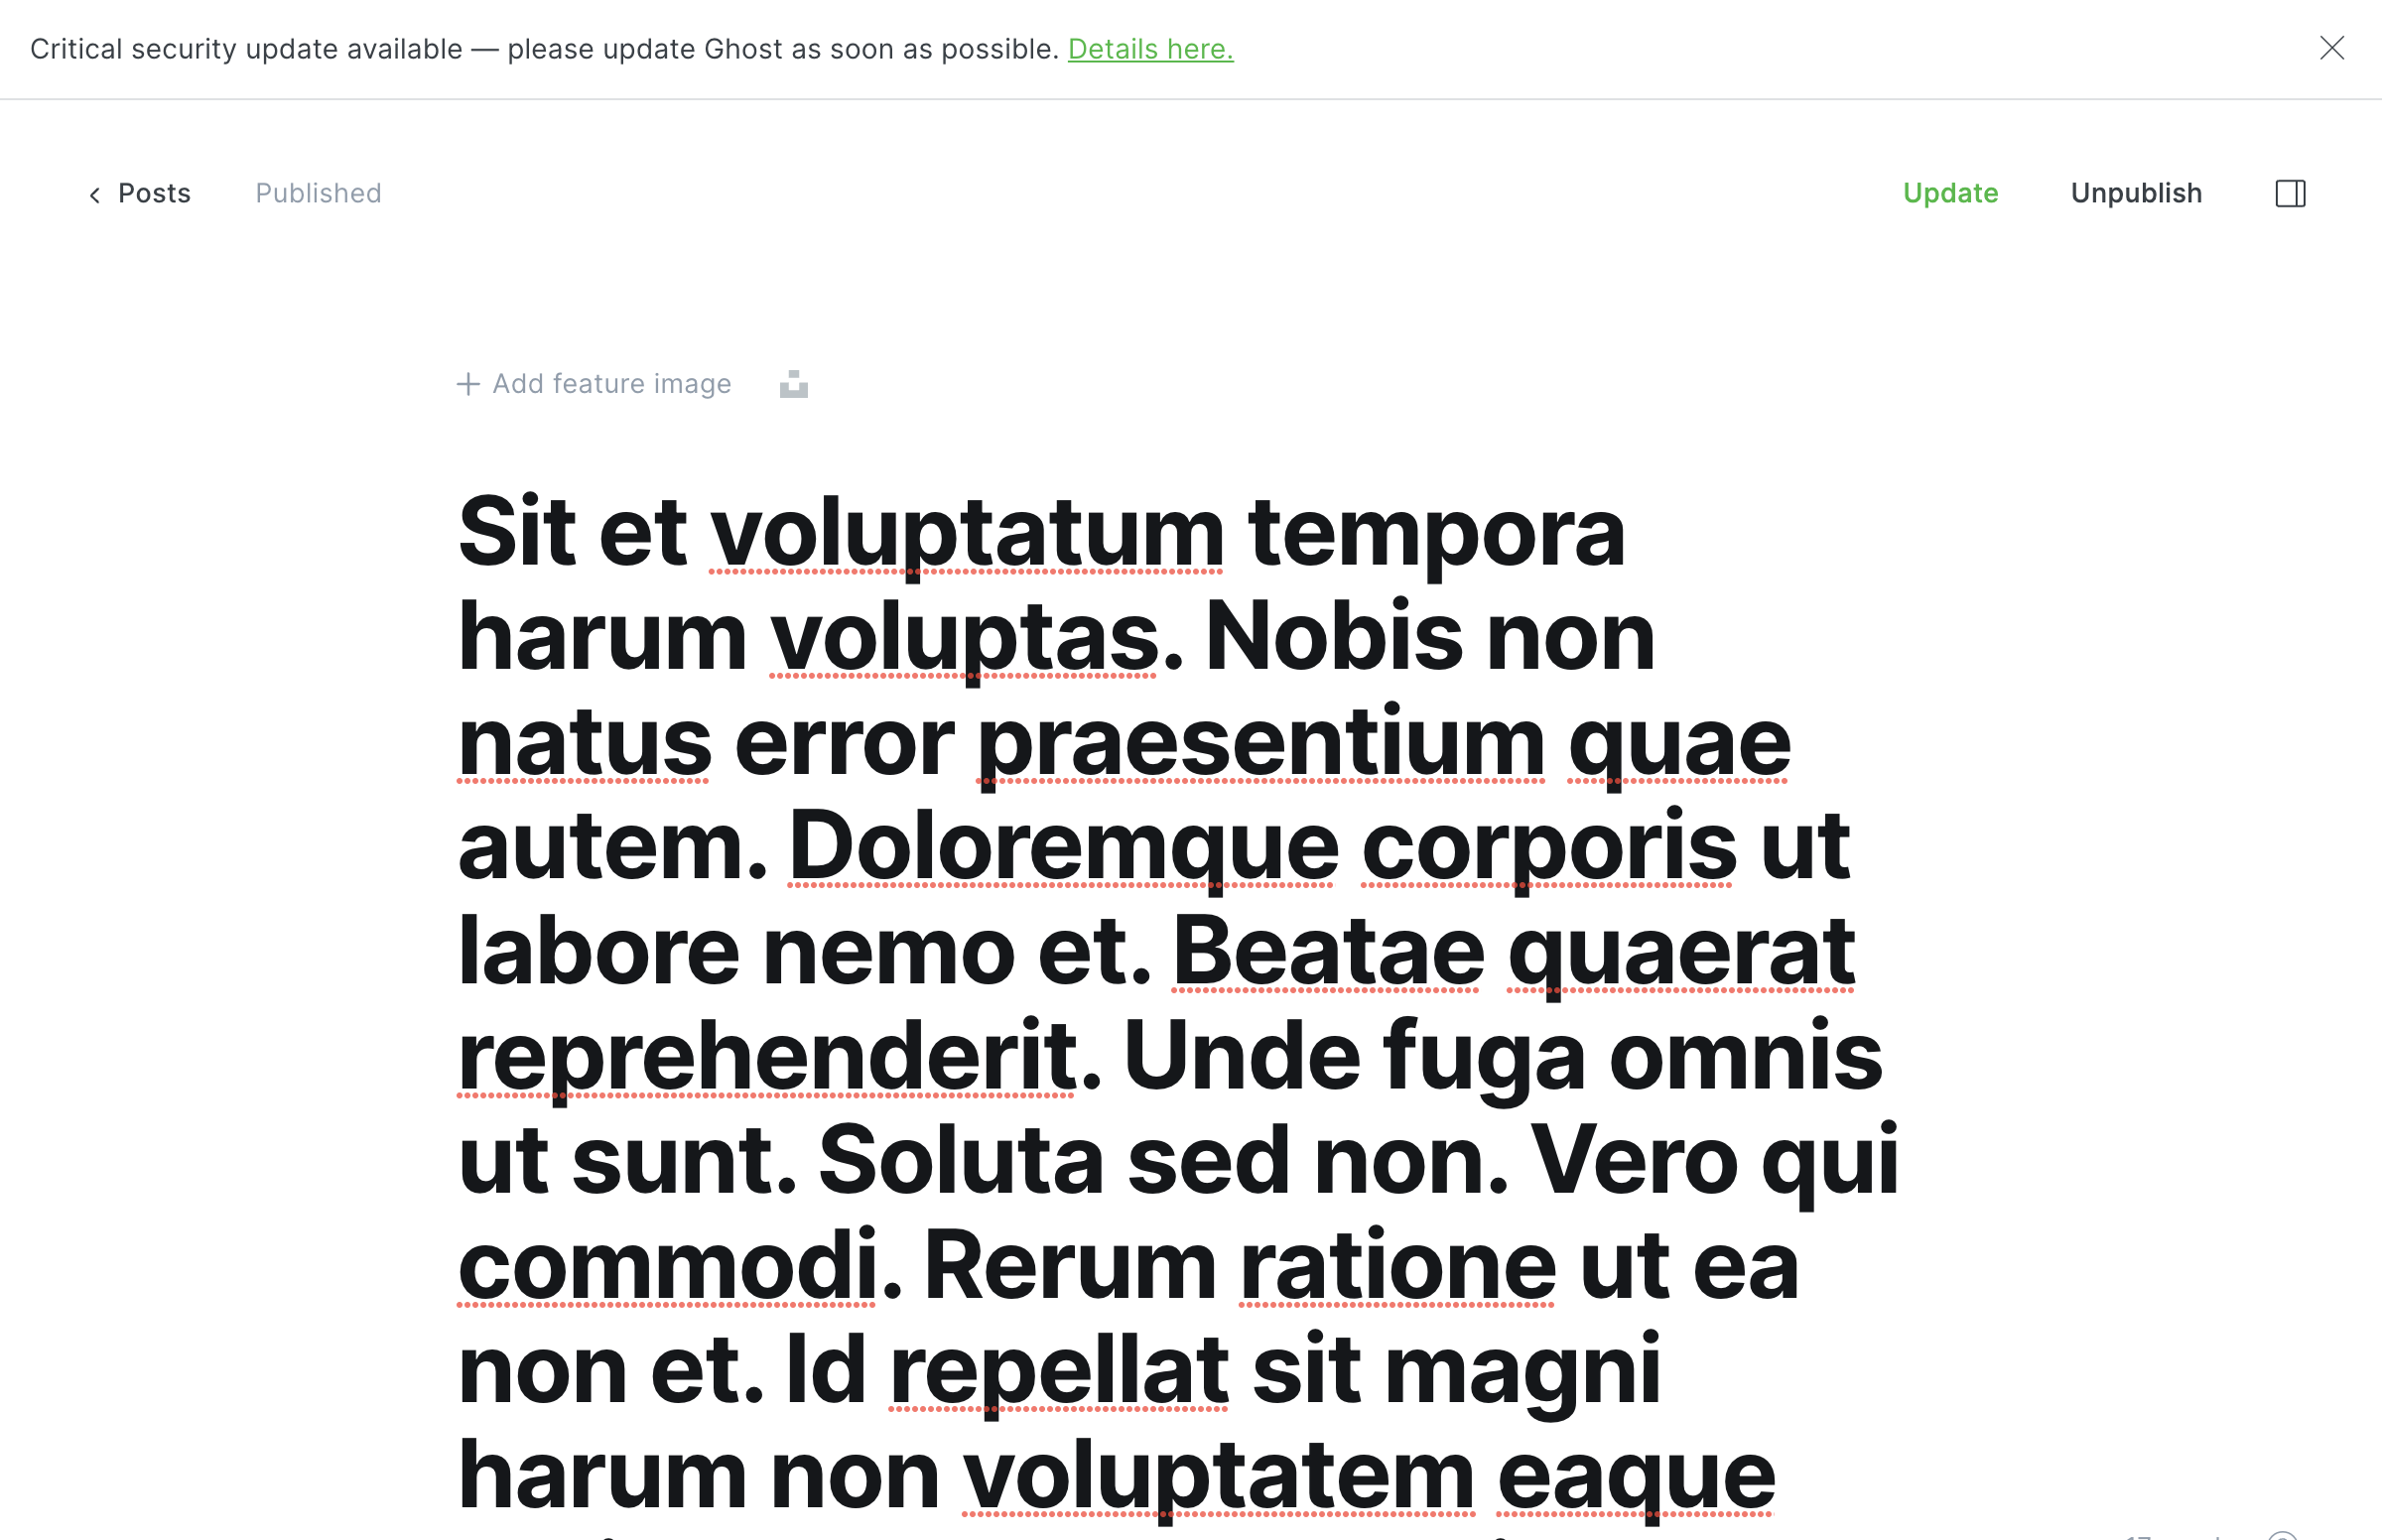 Critical security update available — please update Ghost as soon as possible. Details here.
Posts
Published
Update
Unpublish
Add feature image
Sit et voluptatum tempora
harum voluptas. Nobis non
natus error praesentium quae
autem. Doloremque corporis ut
labore nemo et. Beatae quaerat
reprehenderit. Unde fuga omnis
ut sunt. Soluta sed non. Vero qui
commodi. Rerum ratione ut ea
non et. Id repellat sit magni
harum non voluptatem eaque